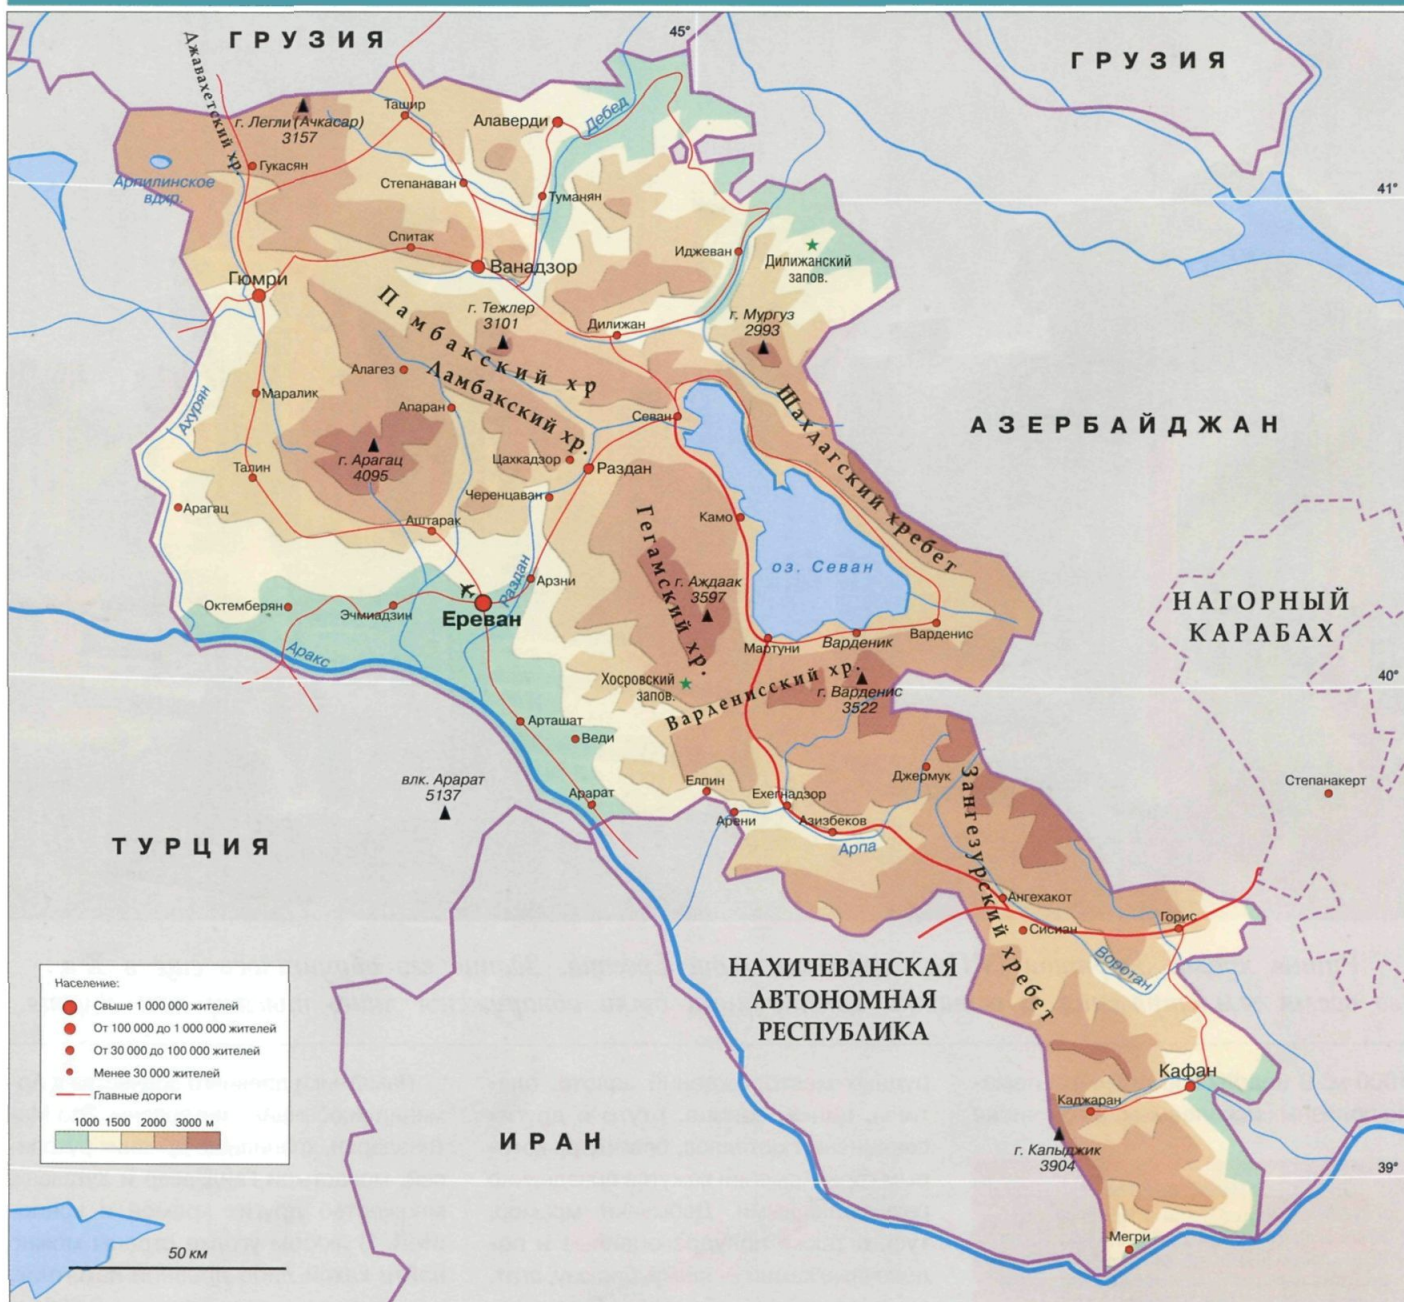 ГРУЗИЯ
45°
ГРУЗИЯ
Джавахетский хр.
Ташир
г. Легли (Ачкасар)
3157
Алаверди
Дебед
Гукасян
Арпилинское
вдхр.
Степанаван
Туманян
41°
Спитак
Ванадзор
Иджеван
Дилижанский
запов.
Гюмри
г. Тежлер
3101
Дилижан
г. Мургуз
2993
Памбакский хр
Ламбакский хр.
Алагез
Апаран
Маралик
Ахурян
Севан
Шахдагский хребет
АЗЕРБАЙДЖАН
г. Арагац
4095
Цахкадзор
Раздан
Талин
Черенцаван
Арагац
Аштарак
Камо
Гегамский хр.
оз. Севан
Раздан
Арзни
г. Аждаак
3597
Октемберян
Эчмиадзин
Ереван
НАГОРНЫЙ
КАРАБАХ
Аракс
Мартуни
Варденик
Варденис
Хосровский
запов.
Варденисский хр.
г. Варденис
3522
40°
Арташат
Веди
влк. Арарат
5137
Арарат
Елпин
Ехегнадзор
Джермук
Зангезурский хребет
Степанакерт
Арени
Азизбеков
Арпа
ТУРЦИЯ
Ангехакот
Сисиан
Горис
Воротан
НАХИЧЕВАНСКАЯ
АВТОНОМНАЯ
РЕСПУБЛИКА
Население:
Свыше 1 000 000 жителей
От 100 000 до 1 000 000 жителей
От 30 000 до 100 000 жителей
Менее 30 000 жителей
Главные дороги
1000 1500 2000 3000 м
Кафан
Каджаран
ИРАН
г. Капыджик
3904
39°
Мегри
50 км